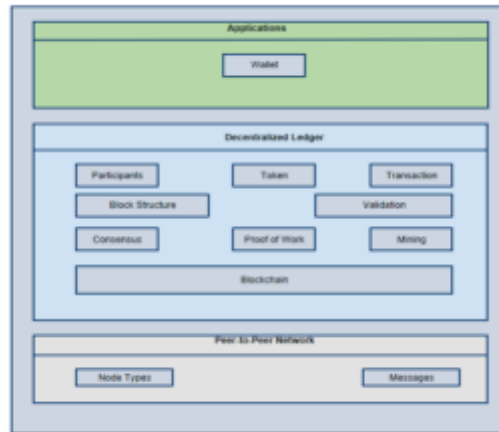 Applications
Wallet
Decentralized Ledger
Participants Token Transaction
Block Structure Validation
Consensus Proof of Work Mining
Blockchain
Peer-to-Peer Network
Node Types Messages